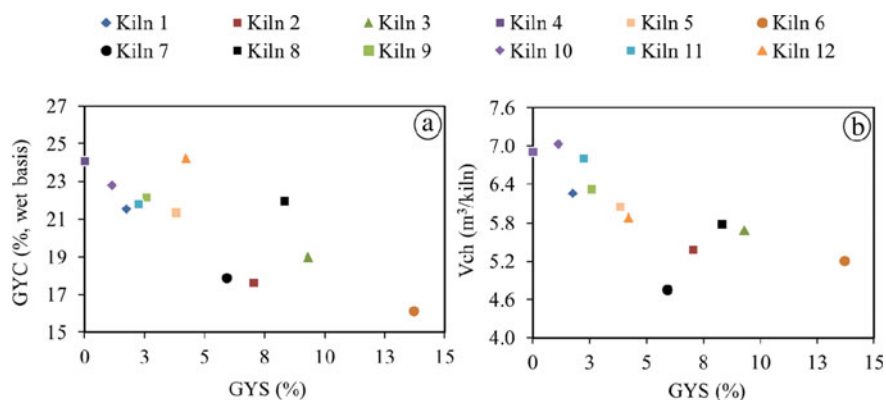 Kiln 1 Kiln 2 Kiln 3 Kiln 4 Kiln 5 Kiln 6
Kiln 7 Kiln 8 Kiln 9 Kiln 10 Kiln 11 Kiln 12
a
GYC (%, wet basis)
27
25
23
21
19
17
15
0 3 5 8 10 13 15
GYS (%)
b
Vch (m³/kiln)
7.6
7.0
6.4
5.8
5.2
4.6
4.0
0 3 5 8 10 13 15
GYS (%)